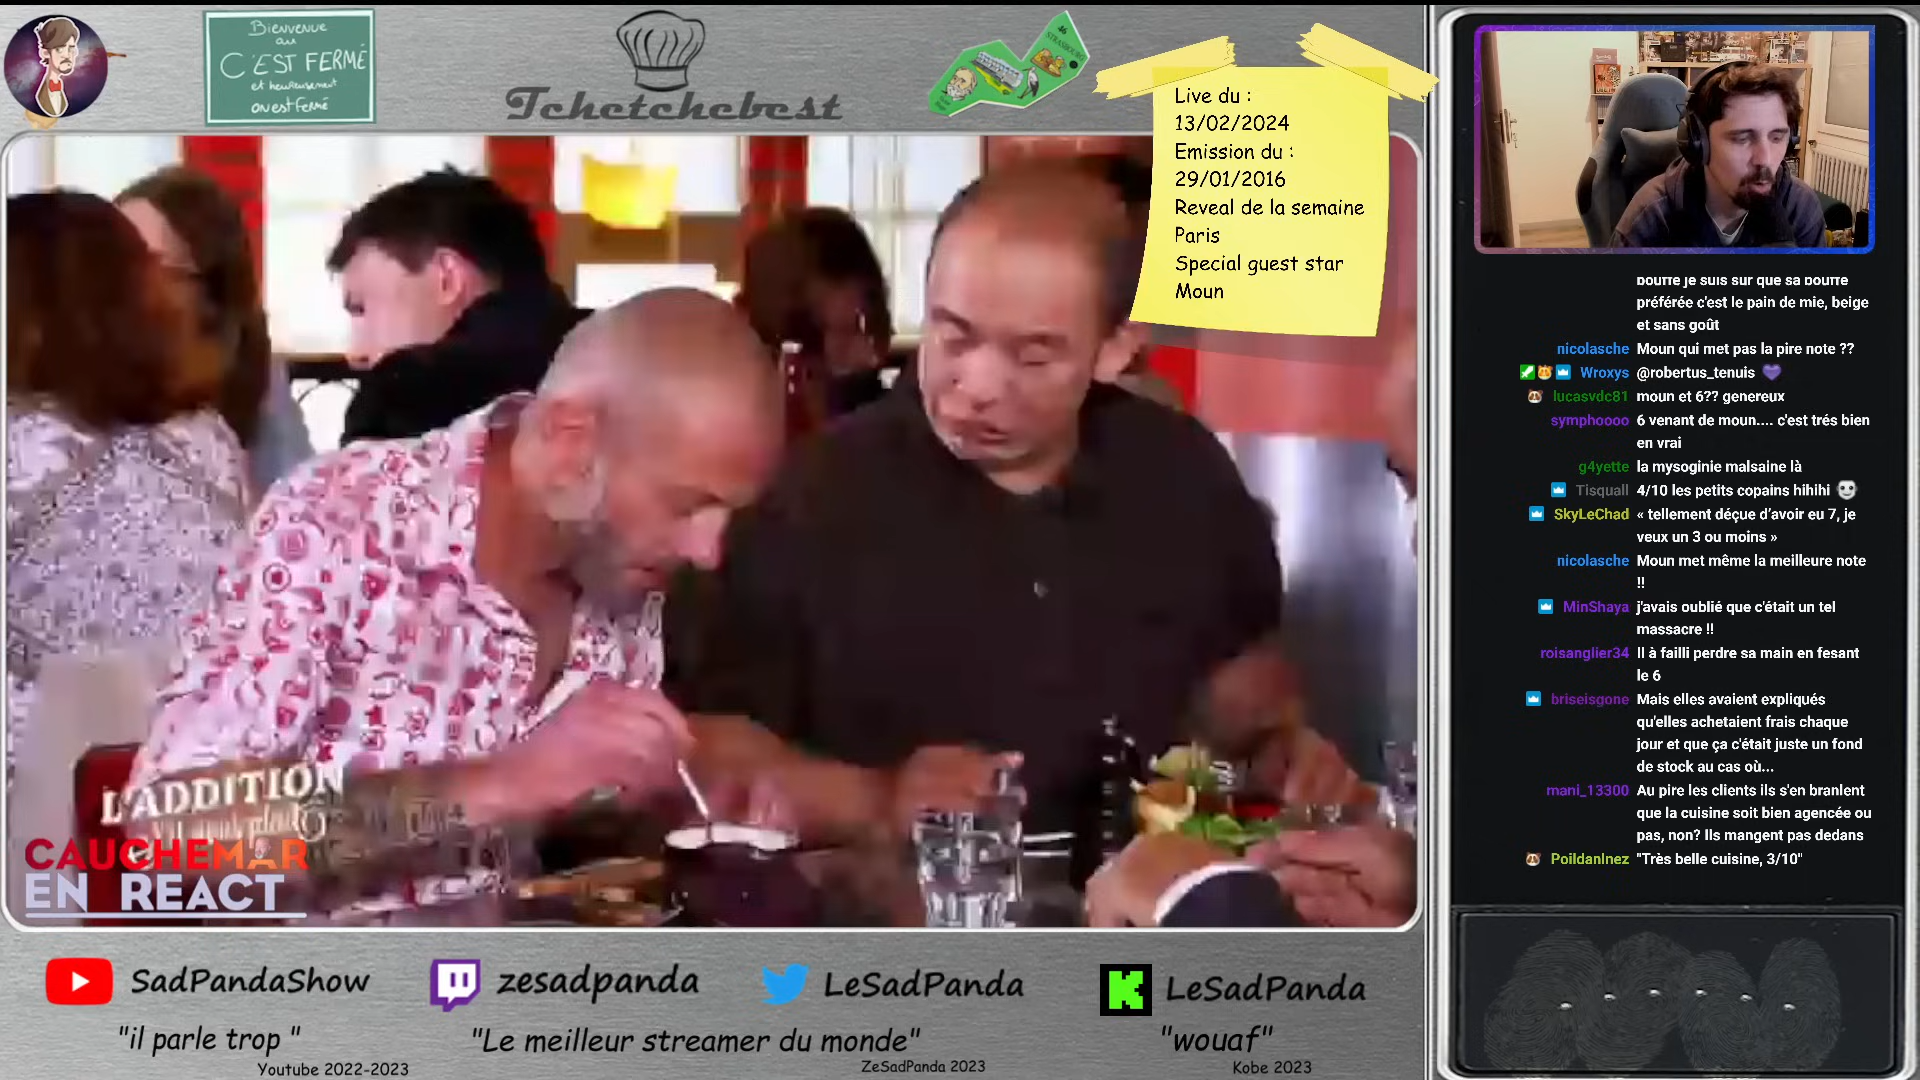 Bienvenue
au
C'EST FERMÉ
et heureusement
on est fermé
Tchetchebest
STRASBOURG
Live du :
13/02/2024
Emission du :
29/01/2016
Reveal de la semaine
Paris
Special guest star
Moun
L'ADDITION
s'il vous plaît
CAUCHEMAR
EN REACT
bouffe je suis sur que sa bouffe
préférée c'est le pain de mie, beige
et sans goût
nicolasche Moun qui met pas la pire note ??
Wroxys @robertus_tenuis 💜
lucasvdc81 moun et 6?? genereux
symphoooo 6 venant de moun.... c'est trés bien
en vrai
g4yette la mysoginie malsaine là
Tisquall 4/10 les petits copains hihihi
SkyLeChad « tellement déçue d'avoir eu 7, je
veux un 3 ou moins »
nicolasche Moun met même la meilleure note
!!
MinShaya j'avais oublié que c'était un tel
massacre !!
roisanglier34 Il à failli perdre sa main en fesant
le 6
briseisgone Mais elles avaient expliqués
qu'elles achetaient frais chaque
jour et que ça c'était juste un fond
de stock au cas où...
mani_13300 Au pire les clients ils s'en branlent
que la cuisine soit bien agencée ou
pas, non? Ils mangent pas dedans
PoildanInez "Très belle cuisine, 3/10"
SadPandaShow
zesadpanda
LeSadPanda
LeSadPanda
"il parle trop "
Youtube 2022-2023
"Le meilleur streamer du monde"
ZeSadPanda 2023
"wouaf"
Kobe 2023